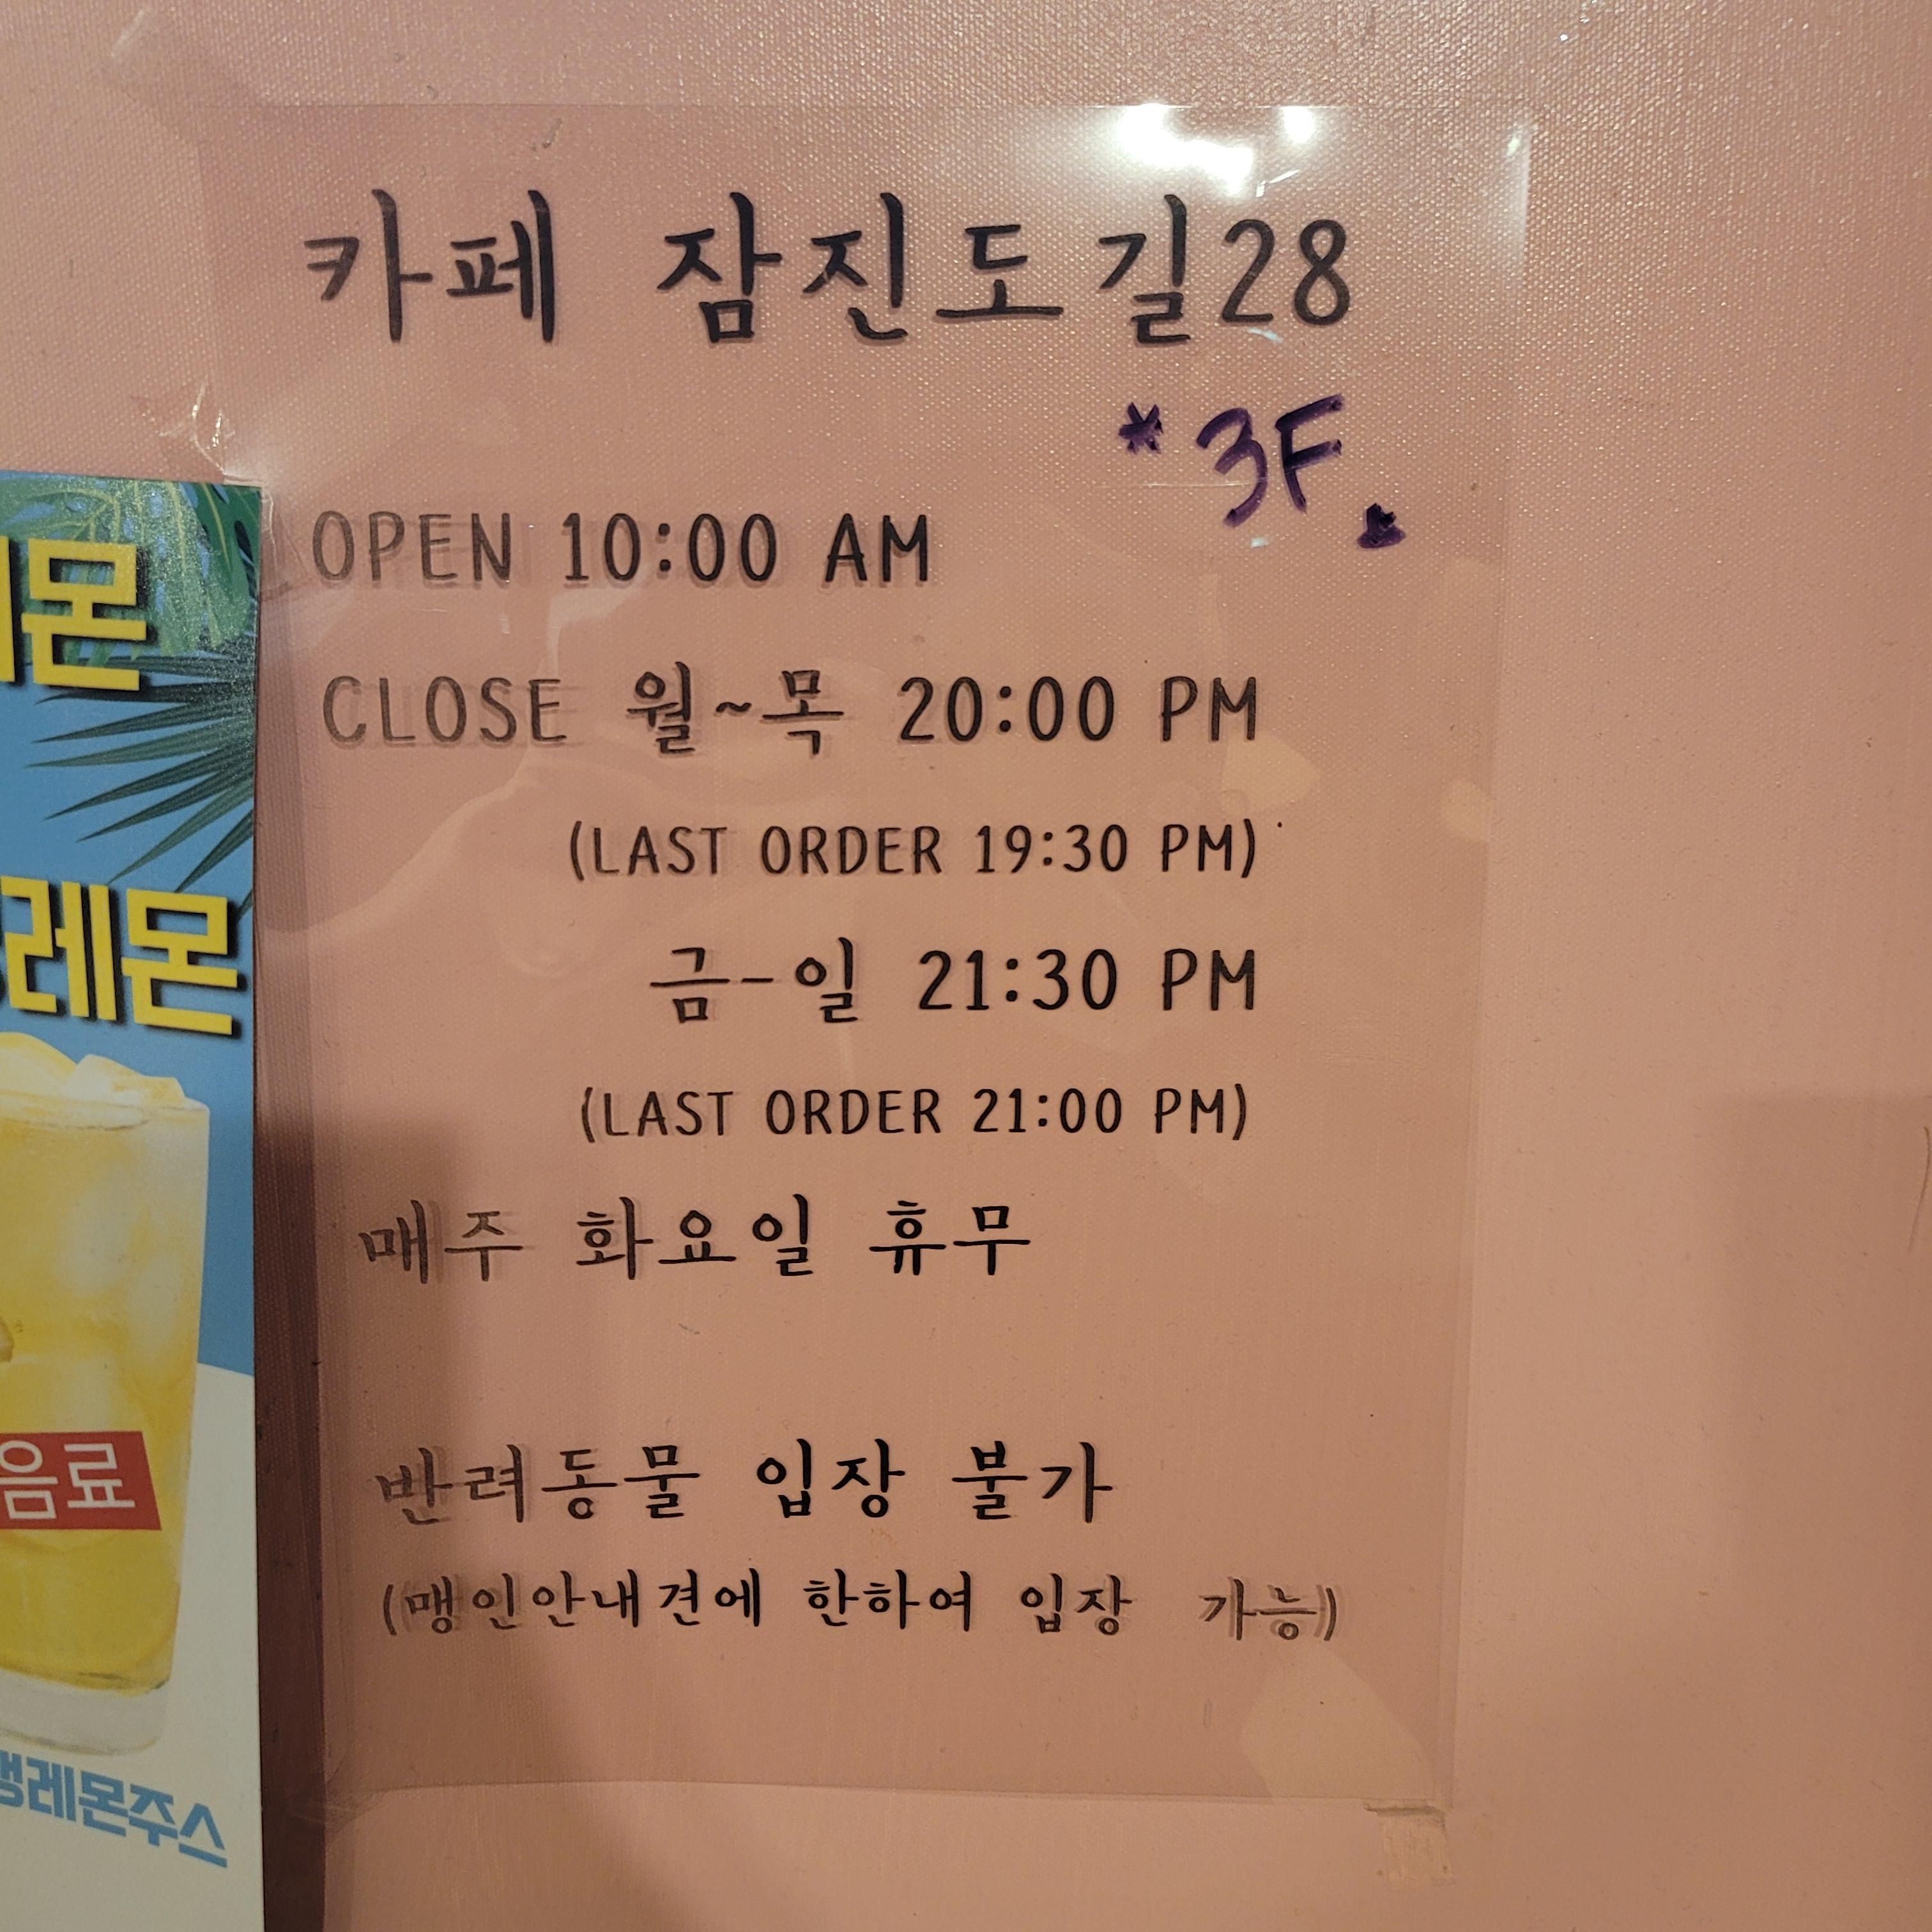 카페 잠진도길28
*3F.
OPEN 10:00 AM
CLOSE 월~목 20:00 PM
(LAST ORDER 19:30 PM)
금-일 21:30 PM
(LAST ORDER 21:00 PM)
매주 화요일 휴무
반려동물 입장 불가
(맹인안내견에 한하여 입장 가능)
몬
레몬
음료
레몬주스